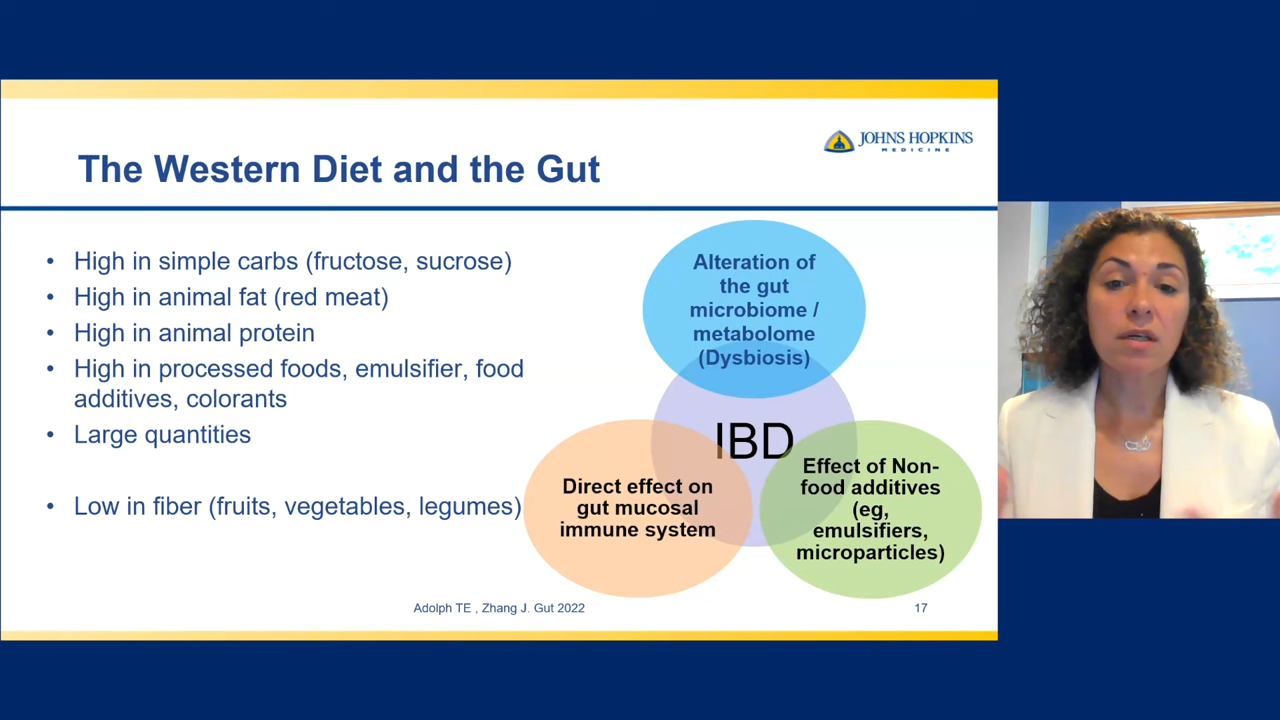 JOHNS HOPKINS
MEDICINE
The Western Diet and the Gut
• High in simple carbs (fructose, sucrose)
• High in animal fat (red meat)
• High in animal protein
• High in processed foods, emulsifier, food
additives, colorants
• Large quantities
• Low in fiber (fruits, vegetables, legumes)
Alteration of
the gut
microbiome /
metabolome
(Dysbiosis)
IBD
Direct effect on
gut mucosal
immune system
Effect of Non-
food additives
(eg,
emulsifiers,
microparticles)
Adolph TE , Zhang J. Gut 2022
17